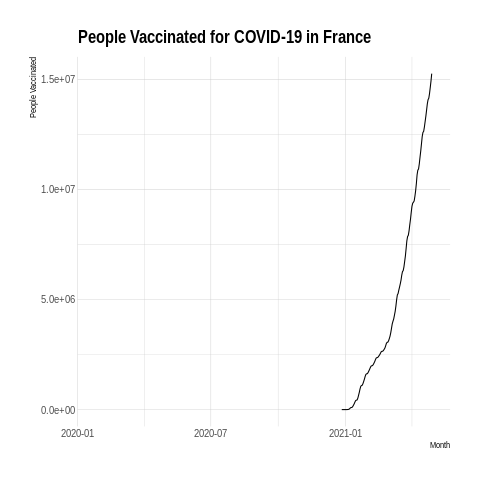 People Vaccinated for COVID-19 in France
People Vaccinated
1.5e+07
1.0e+07
5.0e+06
0.0e+00
2020-01 2020-07 2021-01
Month